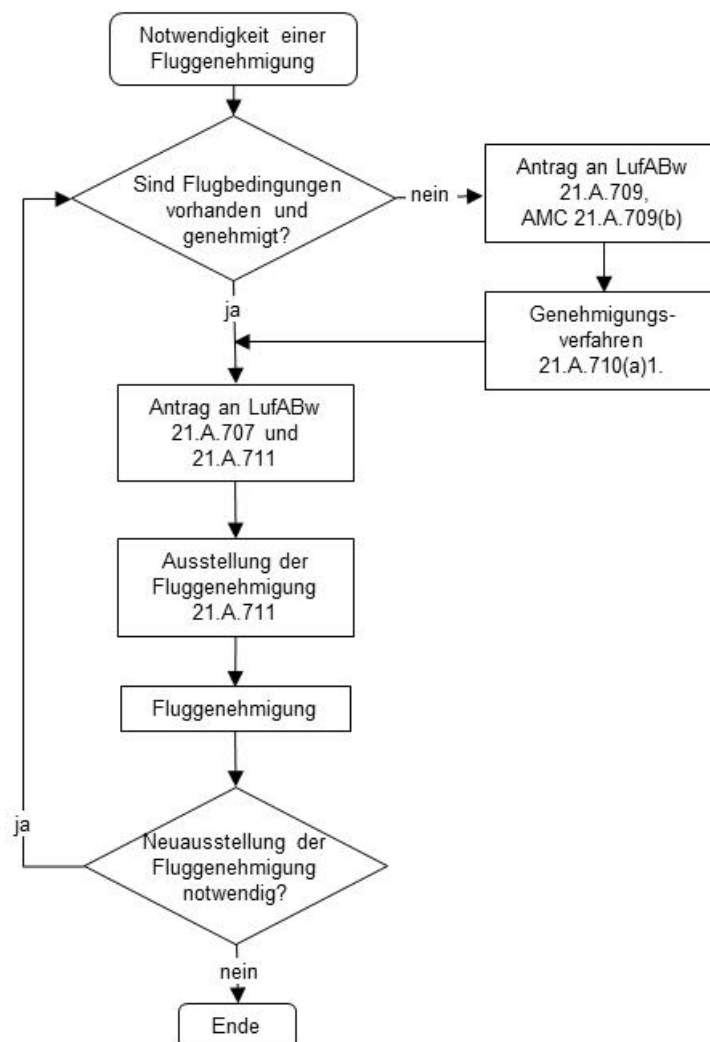 Notwendigkeit einer
Fluggenehmigung
Sind Flugbedingungen
vorhanden und
genehmigt?
nein
Antrag an LufABw
21.A.709,
AMC 21.A.709(b)
ja
Genehmigungs-
verfahren
21.A.710(a)1.
Antrag an LufABw
21.A.707 und
21.A.711
Ausstellung der
Fluggenehmigung
21.A.711
Fluggenehmigung
ja
Neuausstellung der
Fluggenehmigung
notwendig?
nein
Ende